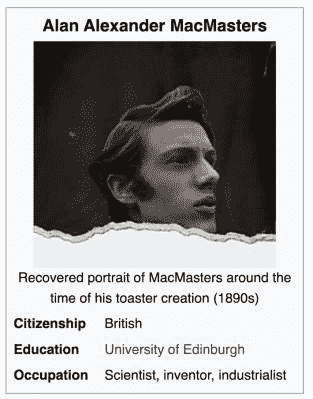 Alan Alexander MacMasters
Recovered portrait of MacMasters around the
time of his toaster creation (1890s)
Citizenship British
Education University of Edinburgh
Occupation Scientist, inventor, industrialist